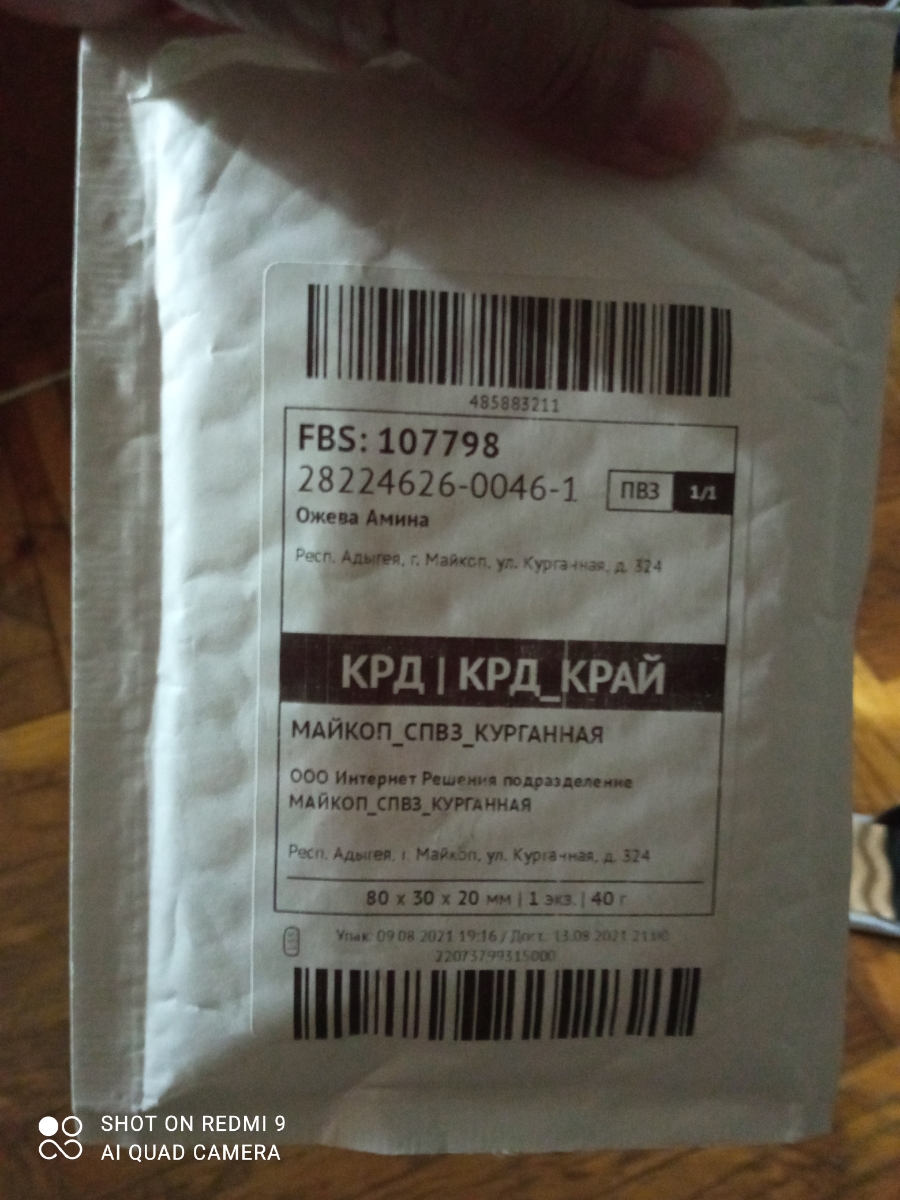 485883211
FBS: 107798
28224626-0046-1
ПВЗ 1/1
Ожева Амина
Респ. Адыгея, г. Майкоп, ул. Курганная, д. 324
КРД | КРД_КРАЙ
МАЙКОП_СПВЗ_КУРГАННАЯ
ООО Интернет Решения подразделение
МАЙКОП_СПВЗ_КУРГАННАЯ
Респ. Адыгея, г. Майкоп, ул. Курганная, д. 324
80 x 30 x 20 мм | 1 экз. | 40 г
Упак: 09.08.2021 19:16 / Дост. 13.08.2021 21:00
22073799315000
SHOT ON REDMI 9
AI QUAD CAMERA